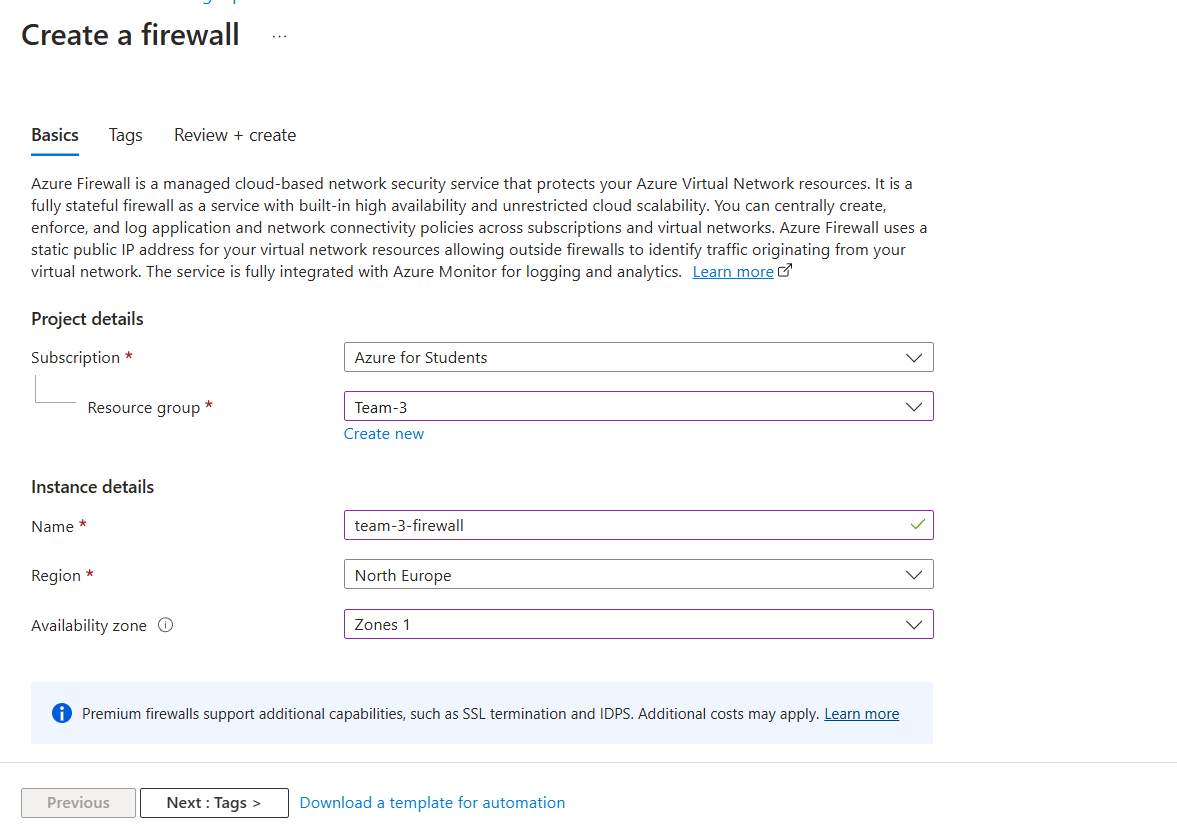 Create a firewall ...
Basics Tags Review + create
Azure Firewall is a managed cloud-based network security service that protects your Azure Virtual Network resources. It is a
fully stateful firewall as a service with built-in high availability and unrestricted cloud scalability. You can centrally create,
enforce, and log application and network connectivity policies across subscriptions and virtual networks. Azure Firewall uses a
static public IP address for your virtual network resources allowing outside firewalls to identify traffic originating from your
virtual network. The service is fully integrated with Azure Monitor for logging and analytics. Learn more
Project details
Subscription * Azure for Students
Resource group * Team-3
Create new
Instance details
Name * team-3-firewall
Region * North Europe
Availability zone Zones 1
Premium firewalls support additional capabilities, such as SSL termination and IDPS. Additional costs may apply. Learn more
Previous Next : Tags > Download a template for automation